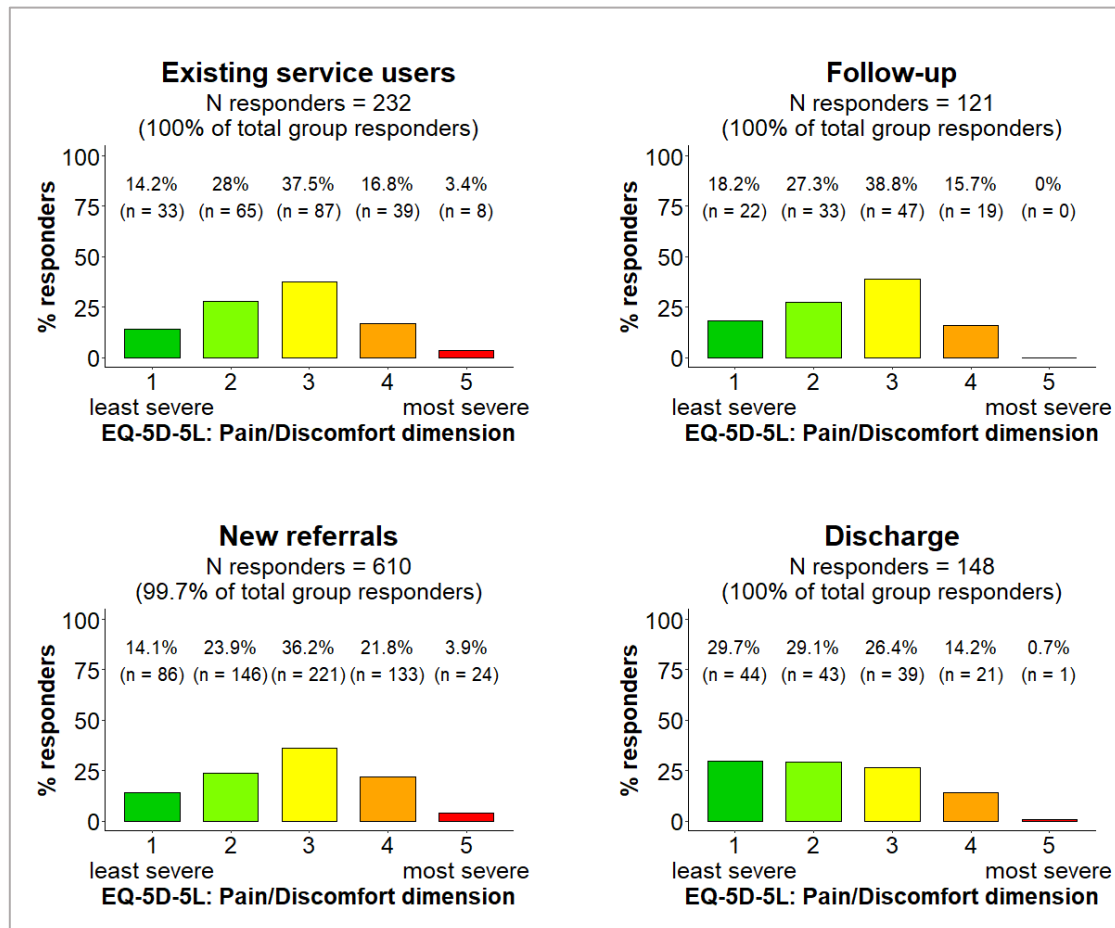 Existing service users
N responders = 232
(100% of total group responders)
% responders
100
75
50
25
0
14.2% 28% 37.5% 16.8% 3.4%
(n = 33) (n = 65) (n = 87) (n = 39) (n = 8)
1 2 3 4 5
least severe most severe
EQ-5D-5L: Pain/Discomfort dimension
Follow-up
N responders = 121
(100% of total group responders)
% responders
100
75
50
25
0
18.2% 27.3% 38.8% 15.7% 0%
(n = 22) (n = 33) (n = 47) (n = 19) (n = 0)
1 2 3 4 5
least severe most severe
EQ-5D-5L: Pain/Discomfort dimension
New referrals
N responders = 610
(99.7% of total group responders)
% responders
100
75
50
25
0
14.1% 23.9% 36.2% 21.8% 3.9%
(n = 86) (n = 146) (n = 221) (n = 133) (n = 24)
1 2 3 4 5
least severe most severe
EQ-5D-5L: Pain/Discomfort dimension
Discharge
N responders = 148
(100% of total group responders)
% responders
100
75
50
25
0
29.7% 29.1% 26.4% 14.2% 0.7%
(n = 44) (n = 43) (n = 39) (n = 21) (n = 1)
1 2 3 4 5
least severe most severe
EQ-5D-5L: Pain/Discomfort dimension